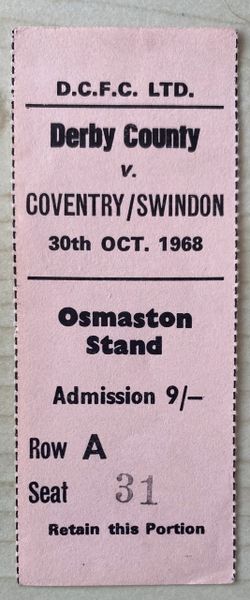 D.C.F.C. LTD.
Derby County
v.
COVENTRY/SWINDON
30th OCT. 1968
Osmaston
Stand
Admission 9/–
Row A
Seat 31
Retain this Portion